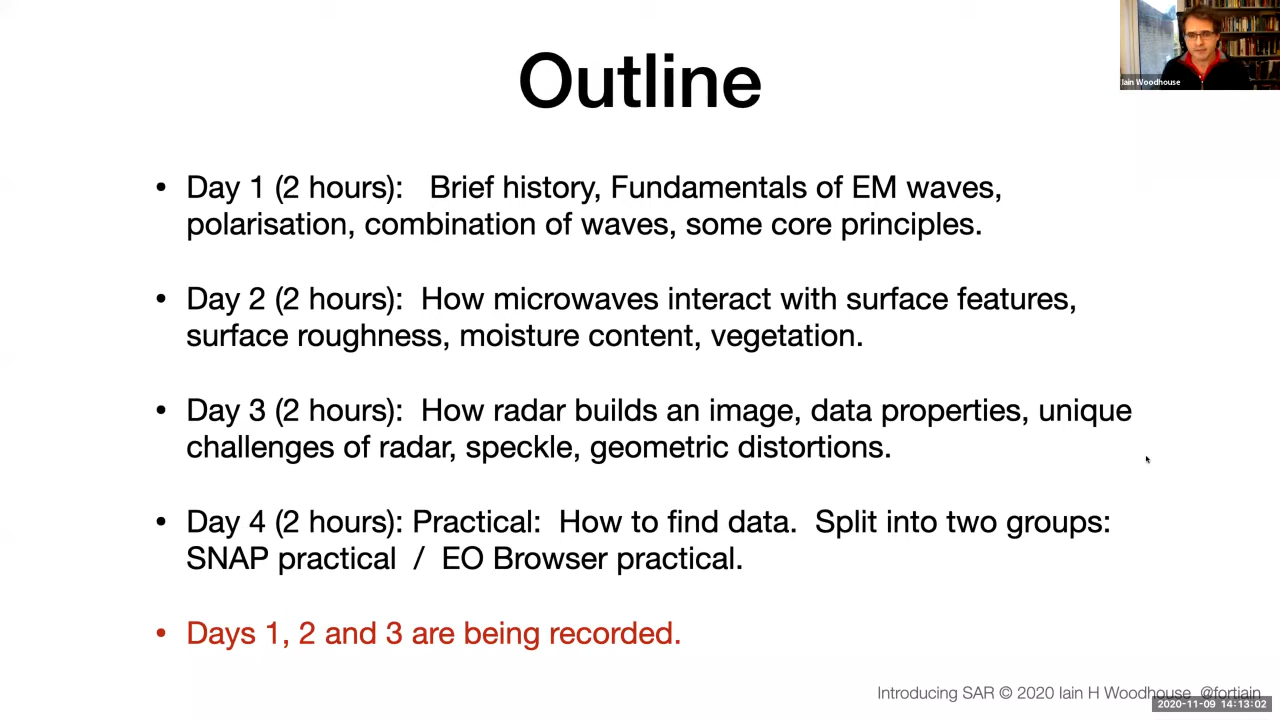 Outline
Iain Woodhouse
• Day 1 (2 hours):   Brief history, Fundamentals of EM waves,
polarisation, combination of waves, some core principles.
• Day 2 (2 hours):  How microwaves interact with surface features,
surface roughness, moisture content, vegetation.
• Day 3 (2 hours):  How radar builds an image, data properties, unique
challenges of radar, speckle, geometric distortions.
• Day 4 (2 hours): Practical:  How to find data.  Split into two groups:
SNAP practical  /  EO Browser practical.
• Days 1, 2 and 3 are being recorded.
Introducing SAR © 2020 Iain H Woodhouse  @fortiain
2020-11-09 14:13:02